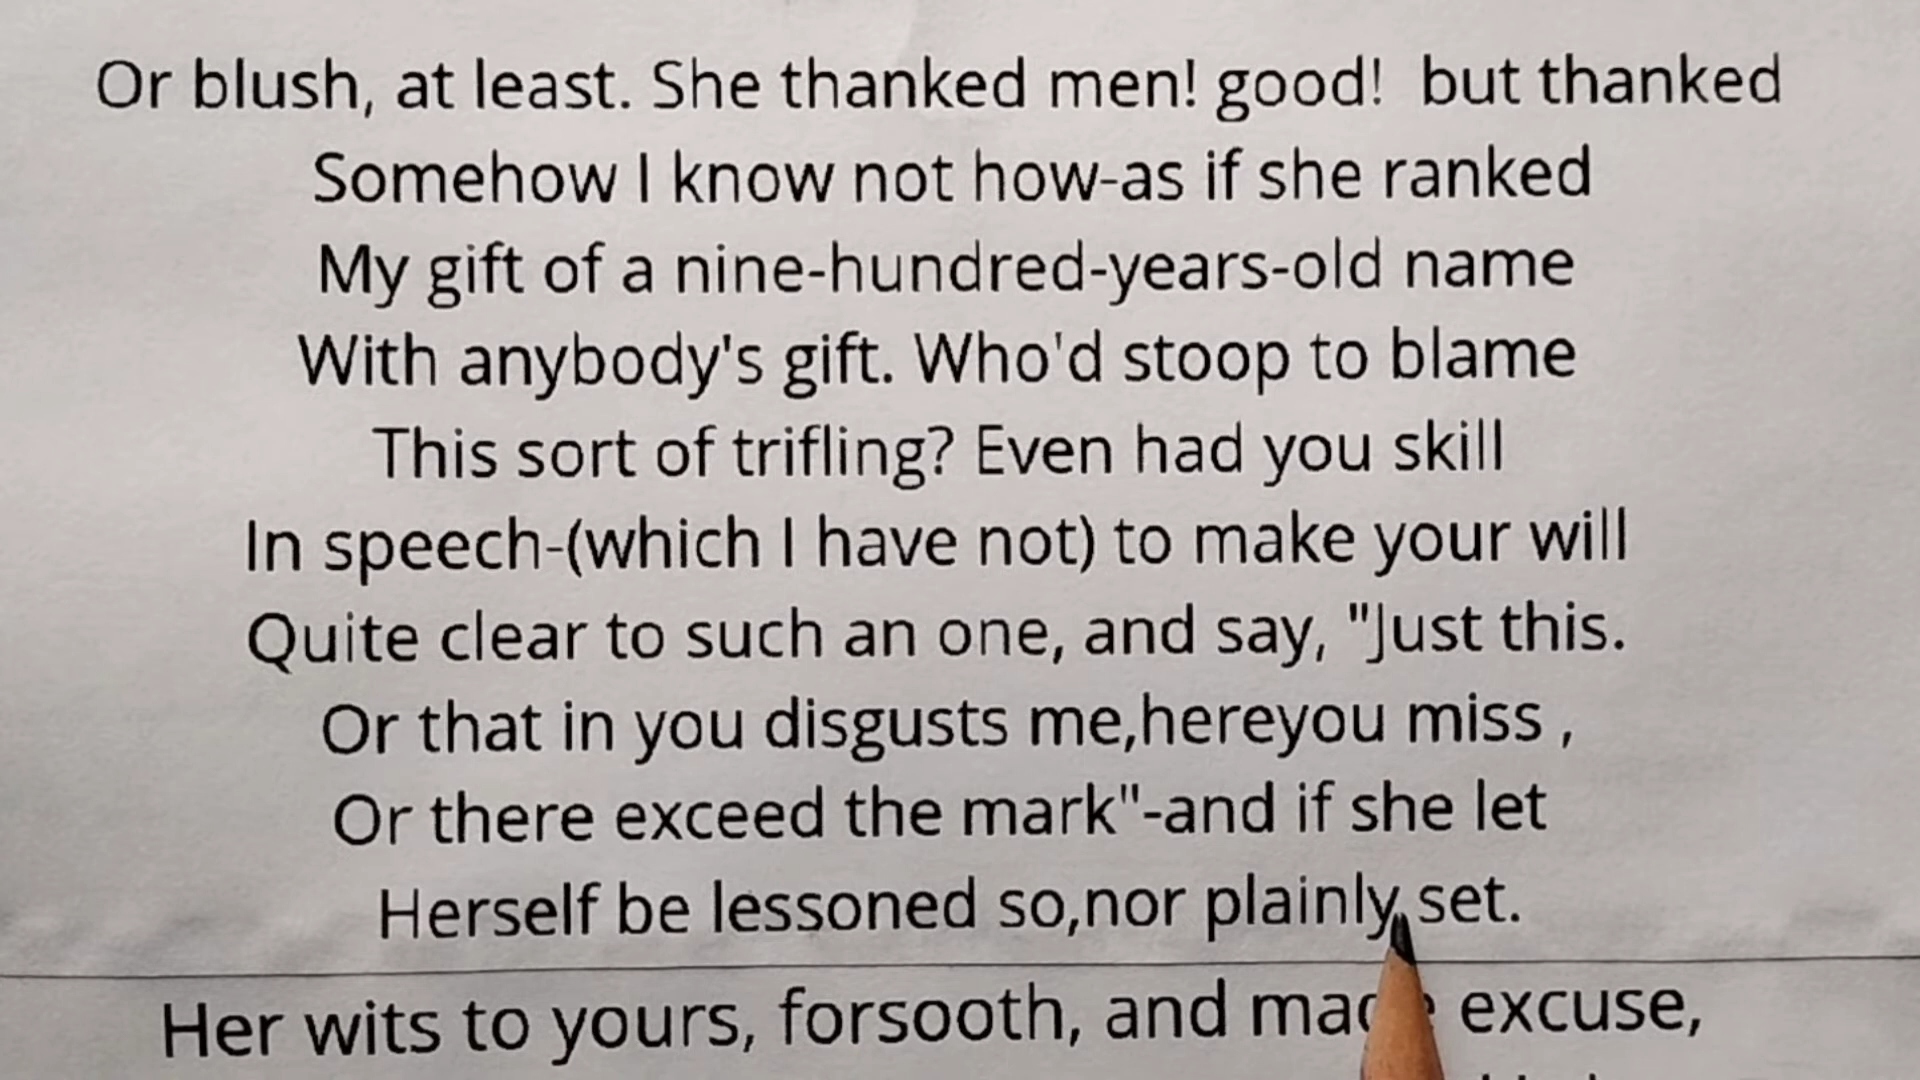 Or blush, at least. She thanked men! good!  but thanked
Somehow I know not how-as if she ranked
My gift of a nine-hundred-years-old name
With anybody's gift. Who'd stoop to blame
This sort of trifling? Even had you skill
In speech-(which I have not) to make your will
Quite clear to such an one, and say, "Just this.
Or that in you disgusts me,hereyou miss ,
Or there exceed the mark"-and if she let
Herself be lessoned so,nor plainly set.
Her wits to yours, forsooth, and made excuse,